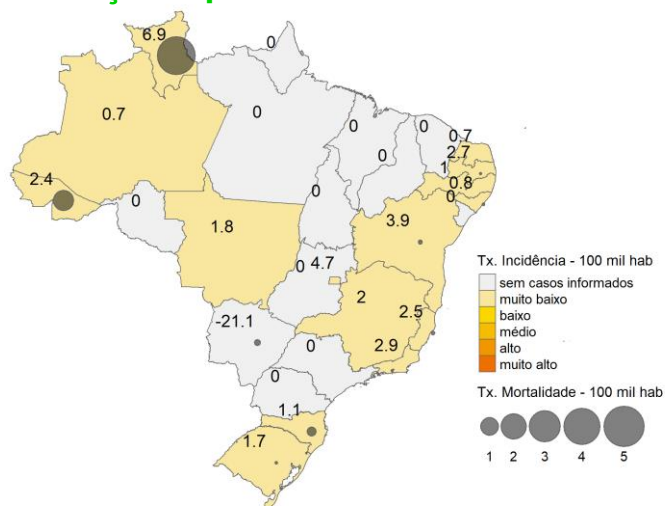 6.9
0
0.7
0
0
0
0.7
2.7
1
0.8
0
2.4
0
0
0
1.8
3.9
0 4.7
2
2.5
-21.1
0
2.9
0
1.1
1.7
Tx. Incidência - 100 mil hab
sem casos informados
muito baixo
baixo
médio
alto
muito alto
Tx. Mortalidade - 100 mil hab
1 2 3 4 5